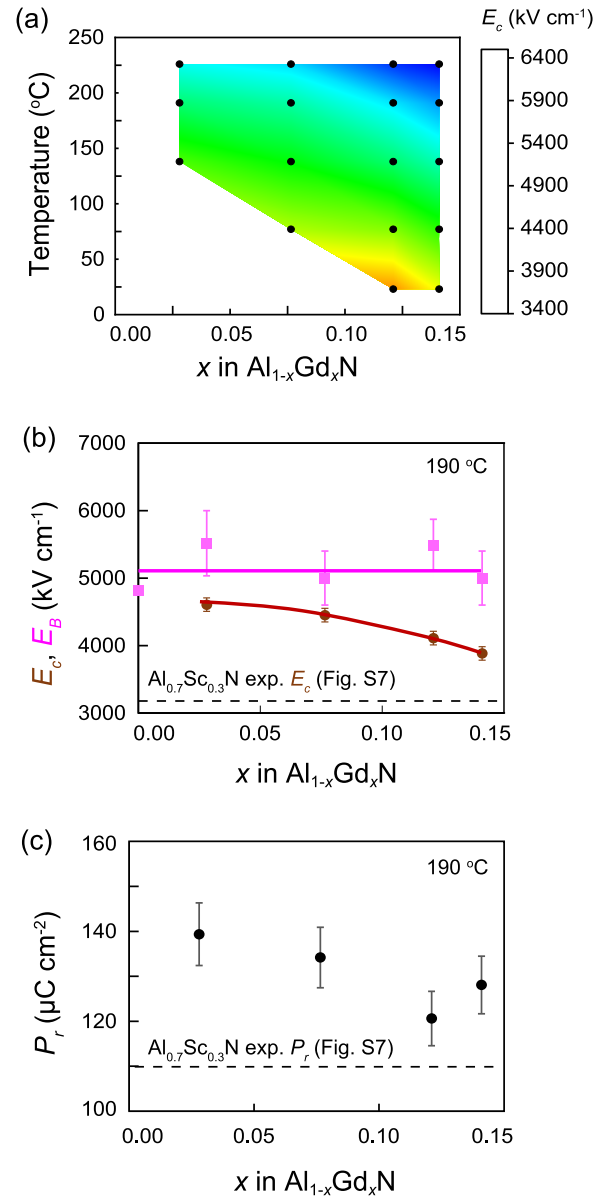 (a)
E_c (kV cm⁻¹)
Temperature (°C)
250
200
150
100
50
0
0.00 0.05 0.10 0.15
x in Al₁₋ₓGdₓN
6400
5900
5400
4900
4400
3900
3400
(b)
E_c, E_B (kV cm⁻¹)
7000
6000
5000
4000
3000
190 °C
Al₀.₇Sc₀.₃N exp. E_c (Fig. S7)
0.00 0.05 0.10 0.15
x in Al₁₋ₓGdₓN
(c)
P_r (µC cm⁻²)
160
140
120
100
190 °C
Al₀.₇Sc₀.₃N exp. P_r (Fig. S7)
0.00 0.05 0.10 0.15
x in Al₁₋ₓGdₓN